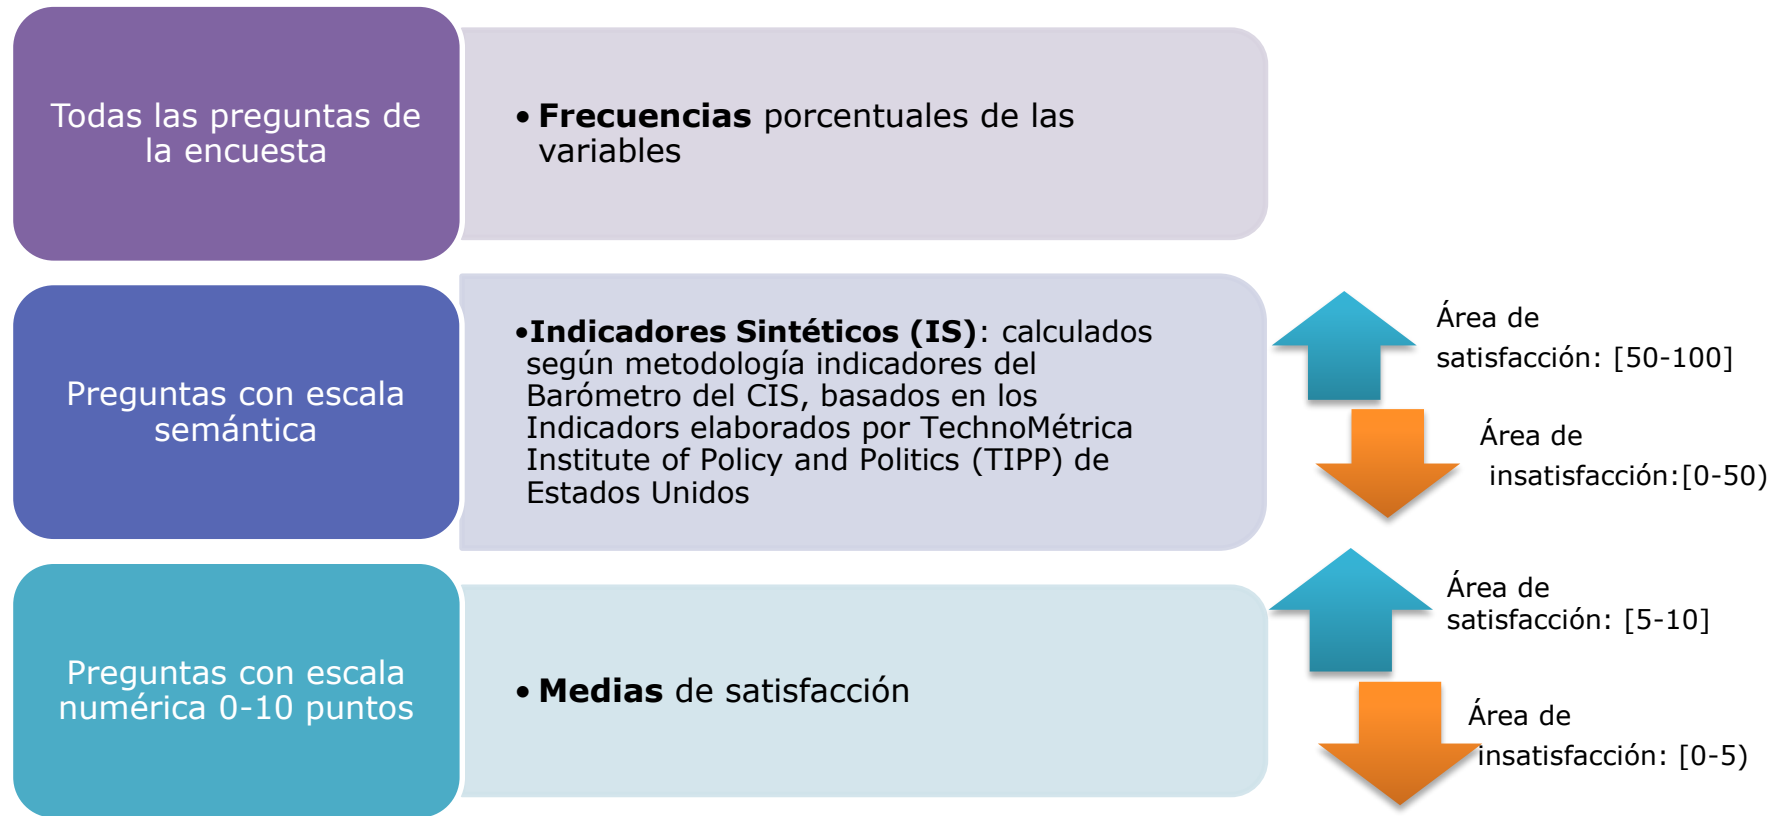 Todas las preguntas de
la encuesta
• Frecuencias porcentuales de las
variables
Preguntas con escala
semántica
•Indicadores Sintéticos (IS): calculados
según metodología indicadores del
Barómetro del CIS, basados en los
Indicadors elaborados por TechnoMétrica
Institute of Policy and Politics (TIPP) de
Estados Unidos
Área de
satisfacción: [50-100]
Área de
insatisfacción:[0-50)
Preguntas con escala
numérica 0-10 puntos
• Medias de satisfacción
Área de
satisfacción: [5-10]
Área de
insatisfacción: [0-5)